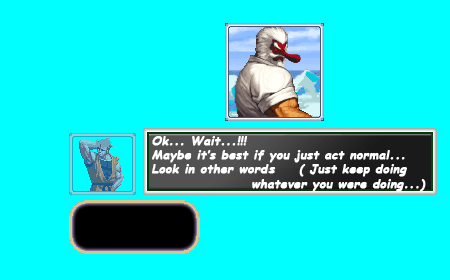 Ok... Wait...!!!
Maybe it's best if you just act normal...
Look in other words ( Just keep doing
whatever you were doing...)